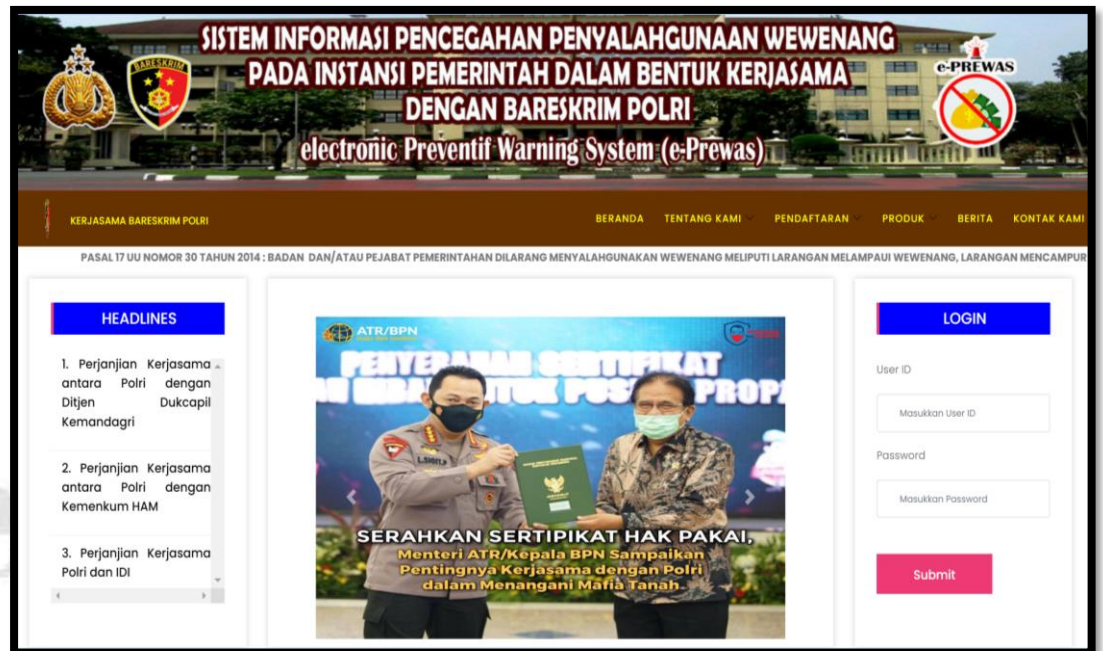 SISTEM INFORMASI PENCEGAHAN PENYALAHGUNAAN WEWENANG
PADA INSTANSI PEMERINTAH DALAM BENTUK KERJASAMA
DENGAN BARESKRIM POLRI
electronic Preventif Warning System (e-Prewas)
BARESKRIM
e-PREWAS
KERJASAMA BARESKRIM POLRI
BERANDA TENTANG KAMI PENDAFTARAN PRODUK BERITA KONTAK KAMI
PASAL 17 UU NOMOR 30 TAHUN 2014 : BADAN DAN/ATAU PEJABAT PEMERINTAHAN DILARANG MENYALAHGUNAKAN WEWENANG MELIPUTI LARANGAN MELAMPAUI WEWENANG, LARANGAN MENCAMPUR
HEADLINES
1. Perjanjian Kerjasama
antara Polri dengan
Ditjen Dukcapil
Kemandagri
2. Perjanjian Kerjasama
antara Polri dengan
Kemenkum HAM
3. Perjanjian Kerjasama
Polri dan IDI
ATR/BPN
PENYERAHAN SERTIFIKAT
L.SIGIT.P
SERAHKAN SERTIPIKAT HAK PAKAI,
Menteri ATR/Kepala BPN Sampaikan
Pentingnya Kerjasama dengan Polri
dalam Menangani Mafia Tanah
LOGIN
User ID
Masukkan User ID
Password
Masukkan Password
Submit